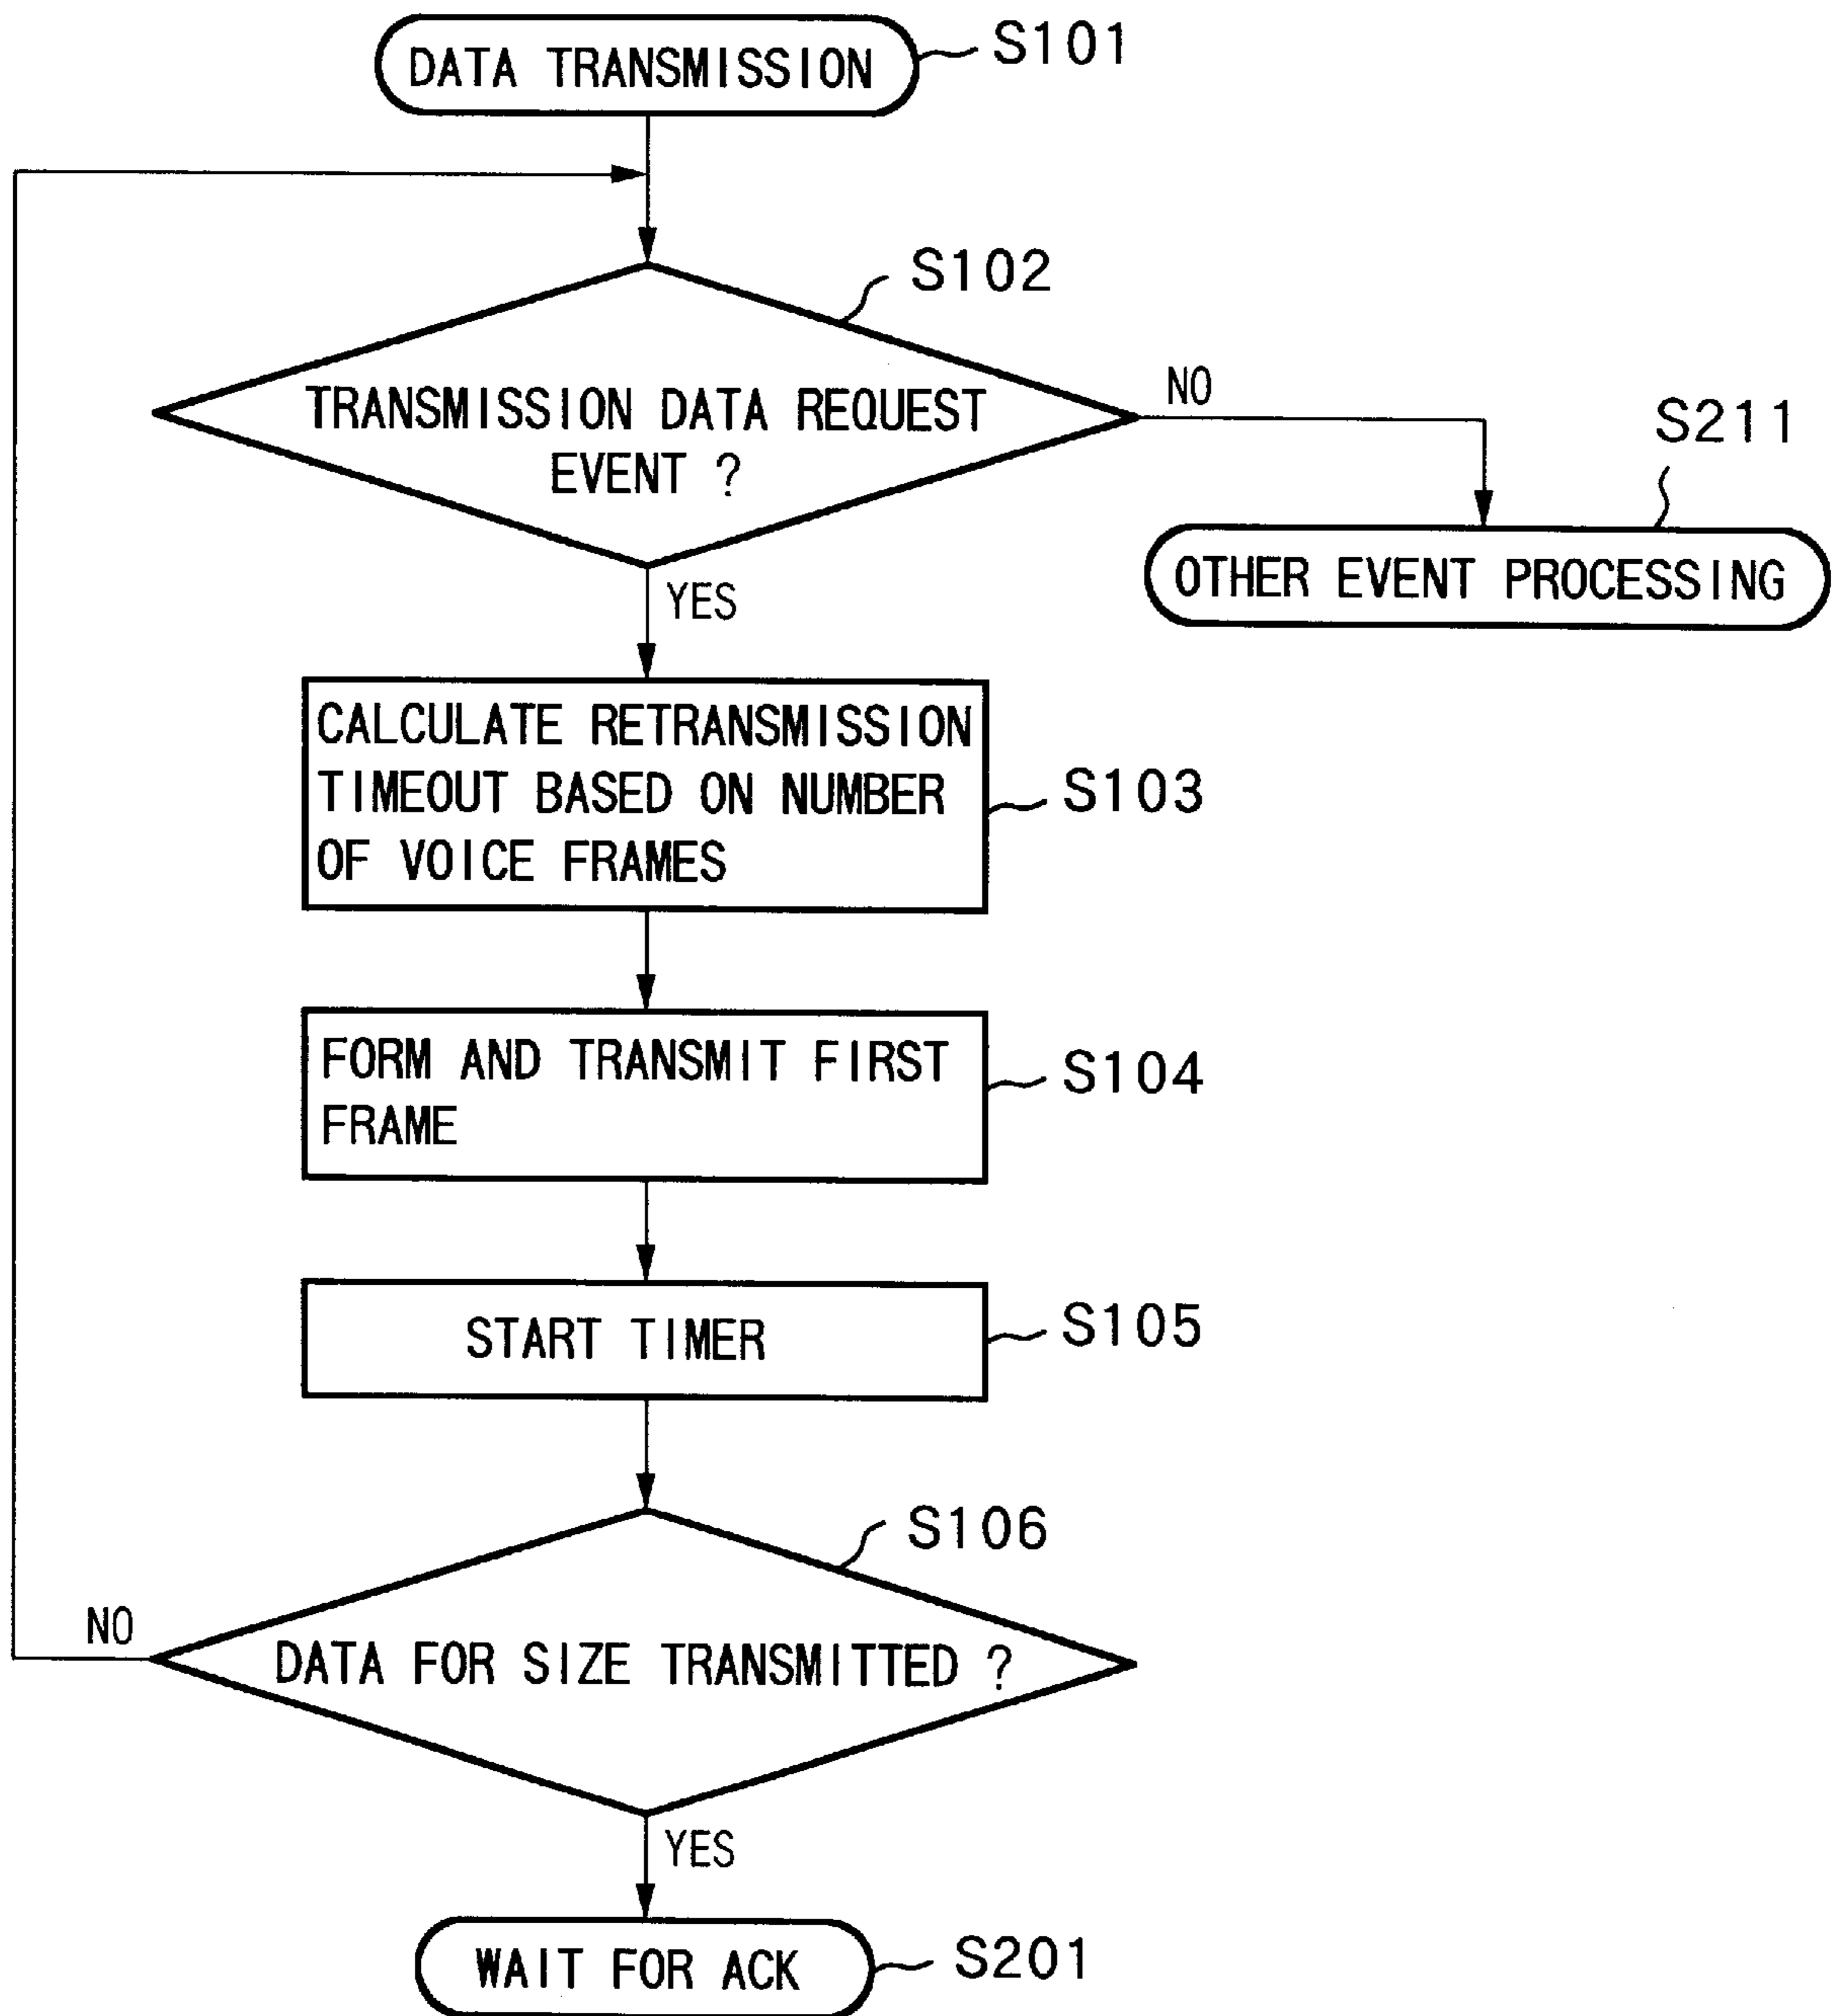 DATA TRANSMISSION
S101
S102
TRANSMISSION DATA REQUEST
EVENT ?
NO
S211
OTHER EVENT PROCESSING
YES
CALCULATE RETRANSMISSION
TIMEOUT BASED ON NUMBER
OF VOICE FRAMES
S103
FORM AND TRANSMIT FIRST
FRAME
S104
START TIMER
S105
S106
NO
DATA FOR SIZE TRANSMITTED ?
YES
WAIT FOR ACK
S201